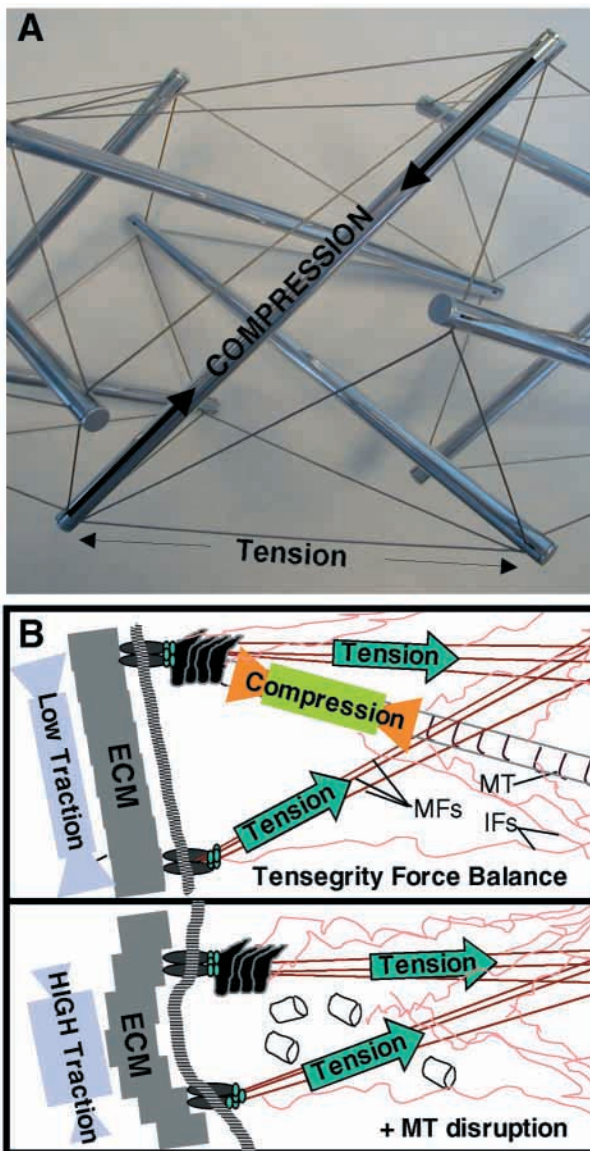 A
COMPRESSION
Tension
B
Tension
Compression
Low Traction
ECM
Tension
MT
MFs
IFs
Tensegrity Force Balance
Tension
HIGH Traction
ECM
Tension
+ MT disruption